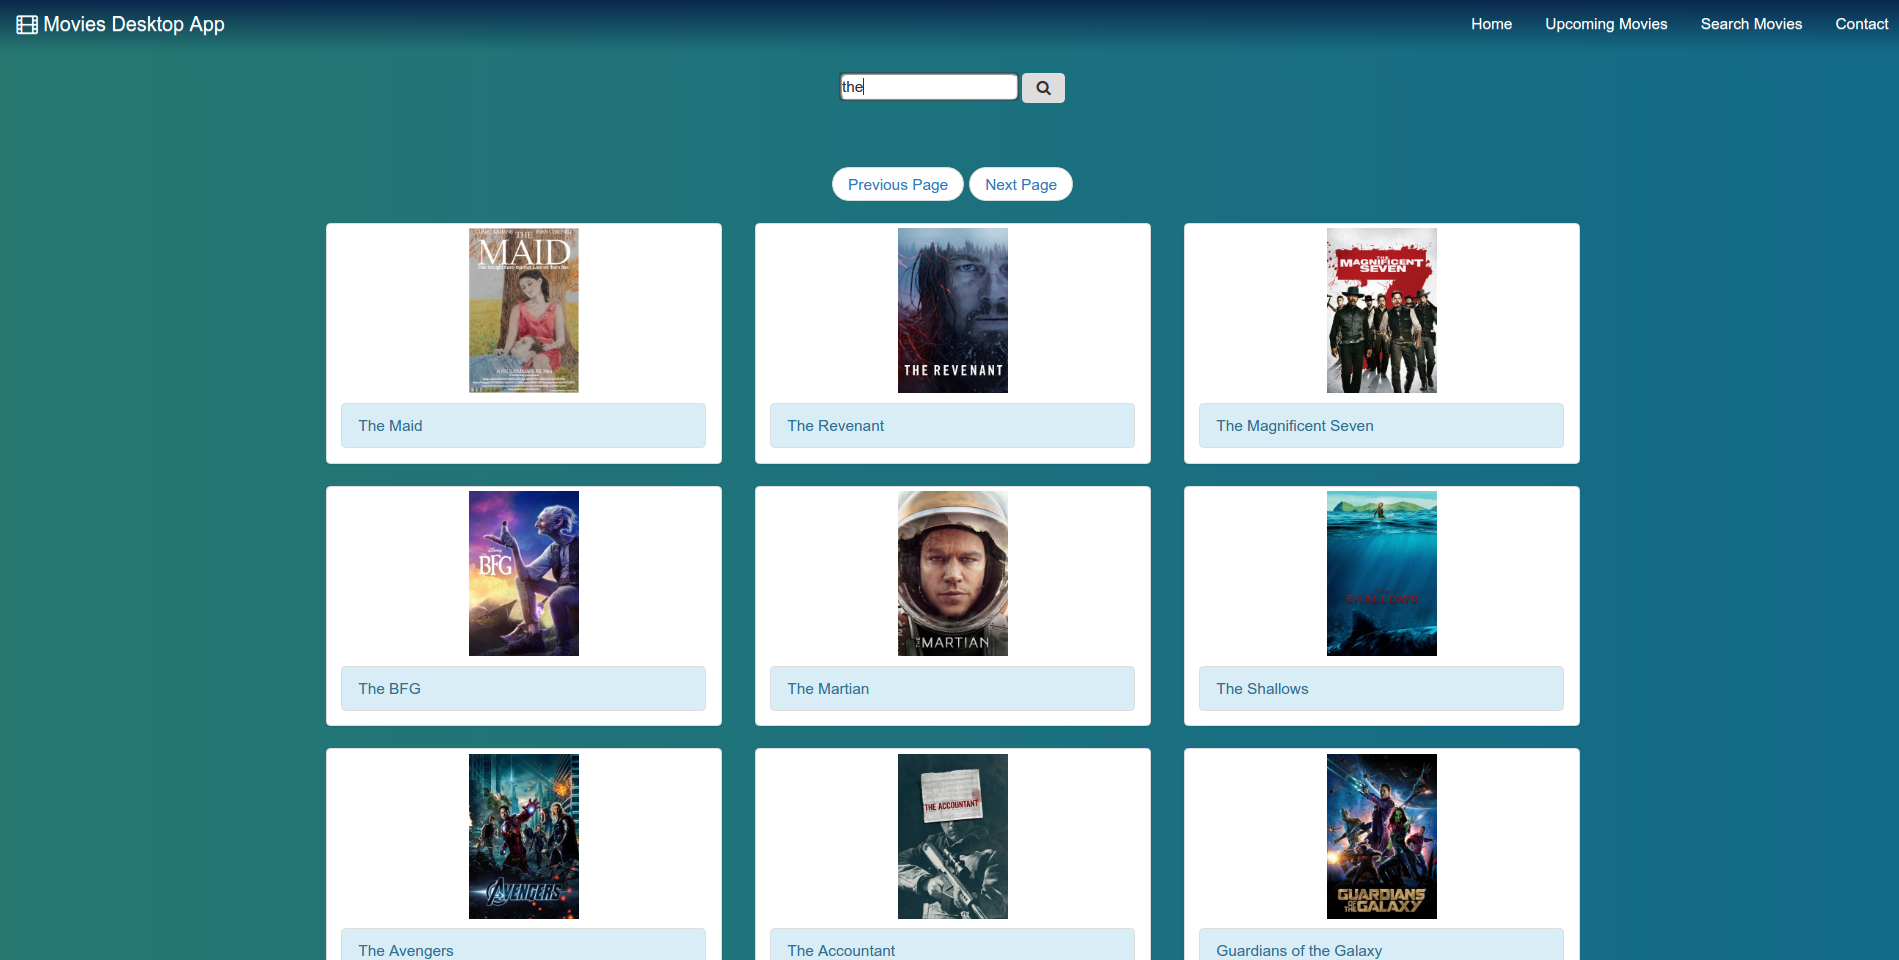 Movies Desktop App
Home
Upcoming Movies
Search Movies
Contact
the
Previous Page
Next Page
THE
MAID
THE REVENANT
THE
MAGNIFICENT
SEVEN
The Maid
The Revenant
The Magnificent Seven
Disney
BFG
THE MARTIAN
SHALLOWS
The BFG
The Martian
The Shallows
AVENGERS
THE ACCOUNTANT
GUARDIANS
OF THE GALAXY
The Avengers
The Accountant
Guardians of the Galaxy